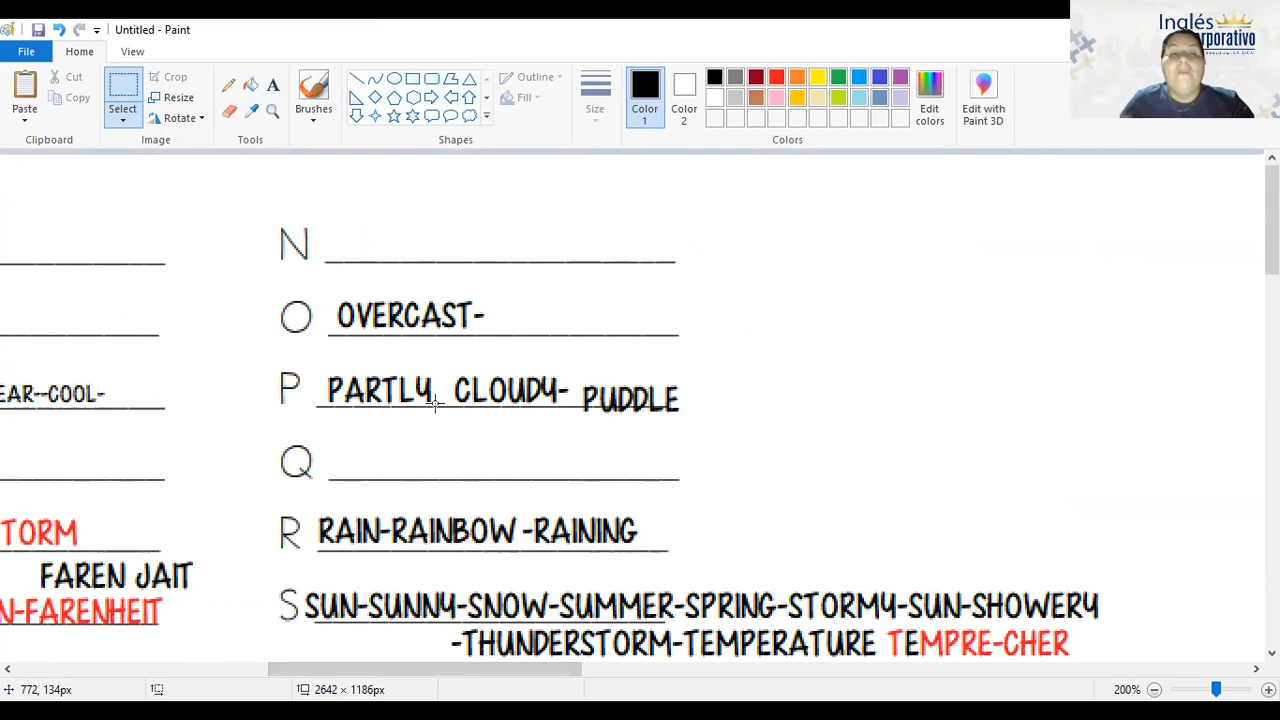 Untitled - Paint
File Home View
Paste Cut Copy Select Crop Resize Rotate A Brushes Outline Fill Size Color 1 Color 2 Edit colors Edit with Paint 3D
Clipboard Image Tools Shapes Colors
Inglés
orporativo
N
O OVERCAST-
P PARTLY CLOUDY- PUDDLE
EAR--COOL-
Q
TORM
R RAIN-RAINBOW -RAINING
FAREN JAIT
N-FARENHEIT
S SUN-SUNNY-SNOW-SUMMER-SPRING-STORMY-SUN-SHOWERY
-THUNDERSTORM-TEMPERATURE TEMPRE-CHER
772, 134px 2642 × 1186px 200%